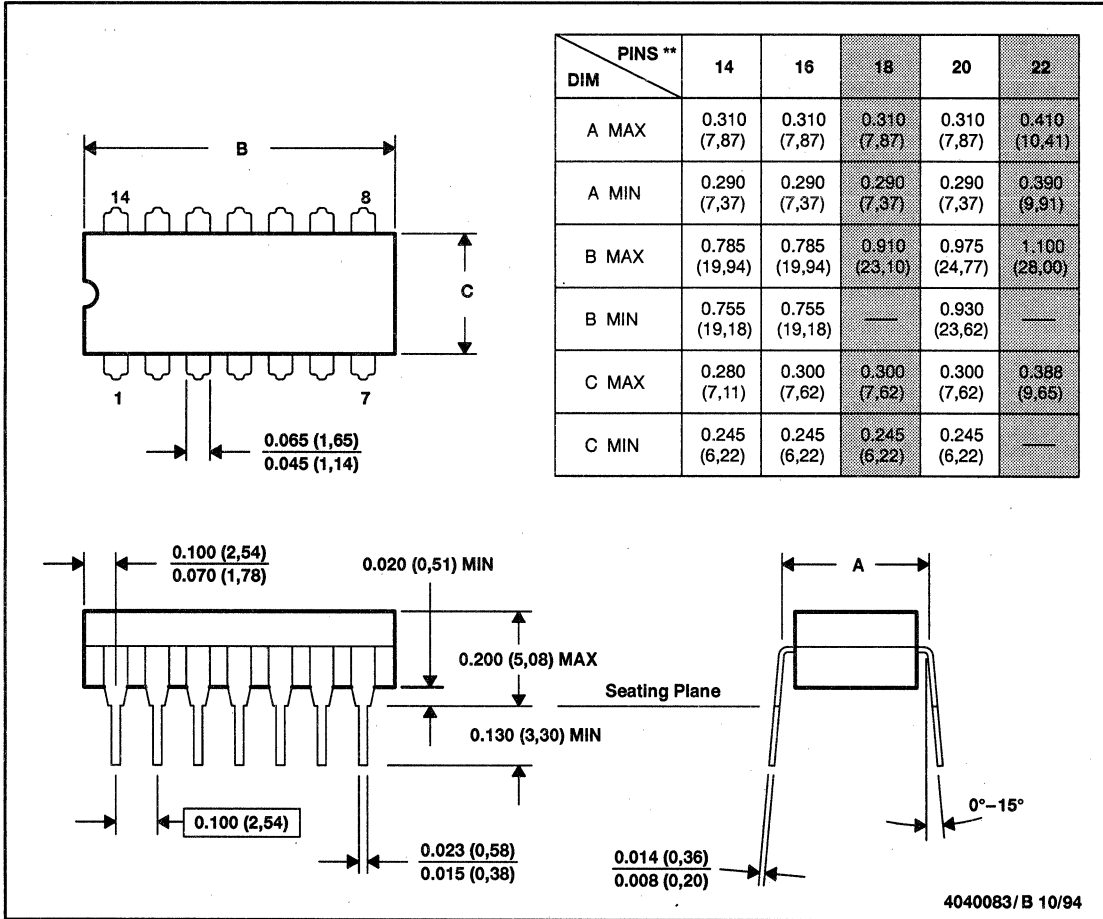 PINS ** 14 16 18 20 22
DIM
A MAX 0.310 (7,87) 0.310 (7,87) 0.310 (7,87) 0.310 (7,87) 0.410 (10,41)
A MIN 0.290 (7,37) 0.290 (7,37) 0.290 (7,37) 0.290 (7,37) 0.390 (9,91)
B MAX 0.785 (19,94) 0.785 (19,94) 0.910 (23,10) 0.975 (24,77) 1.100 (28,00)
B MIN 0.755 (19,18) 0.755 (19,18) — 0.930 (23,62) —
C MAX 0.280 (7,11) 0.300 (7,62) 0.300 (7,62) 0.300 (7,62) 0.388 (9,65)
C MIN 0.245 (6,22) 0.245 (6,22) 0.245 (6,22) 0.245 (6,22) —
B
14 8
C
1 7
0.065 (1,65)
0.045 (1,14)
0.100 (2,54)
0.070 (1,78)
0.020 (0,51) MIN
0.200 (5,08) MAX
Seating Plane
0.130 (3,30) MIN
0.100 (2,54)
0.023 (0,58)
0.015 (0,38)
A
0°–15°
0.014 (0,36)
0.008 (0,20)
4040083/B 10/94